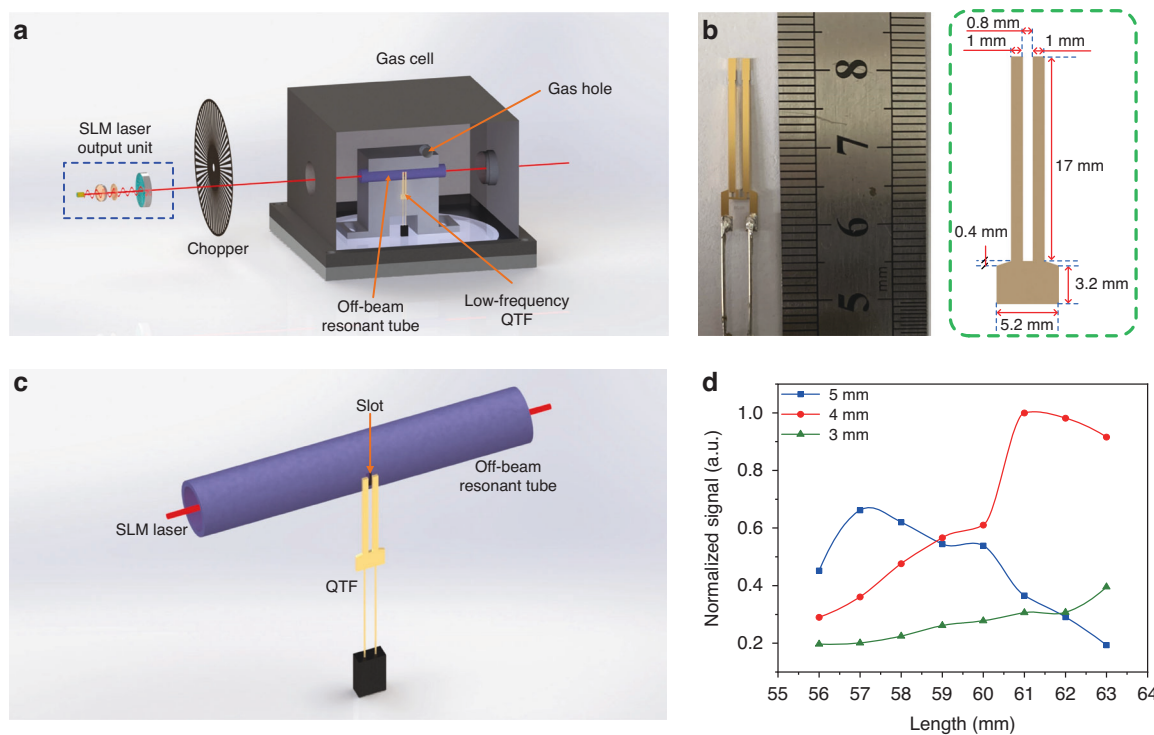 a
Gas cell
Gas hole
SLM laser
output unit
Chopper
Off-beam
resonant tube
Low-frequency
QTF
b
8
7
6
5
mm
0.8 mm
1 mm
1 mm
17 mm
0.4 mm
3.2 mm
5.2 mm
c
Slot
Off-beam
resonant tube
SLM laser
QTF
d
5 mm
4 mm
3 mm
Normalized signal (a.u.)
1.0
0.8
0.6
0.4
0.2
55 56 57 58 59 60 61 62 63 64
Length (mm)